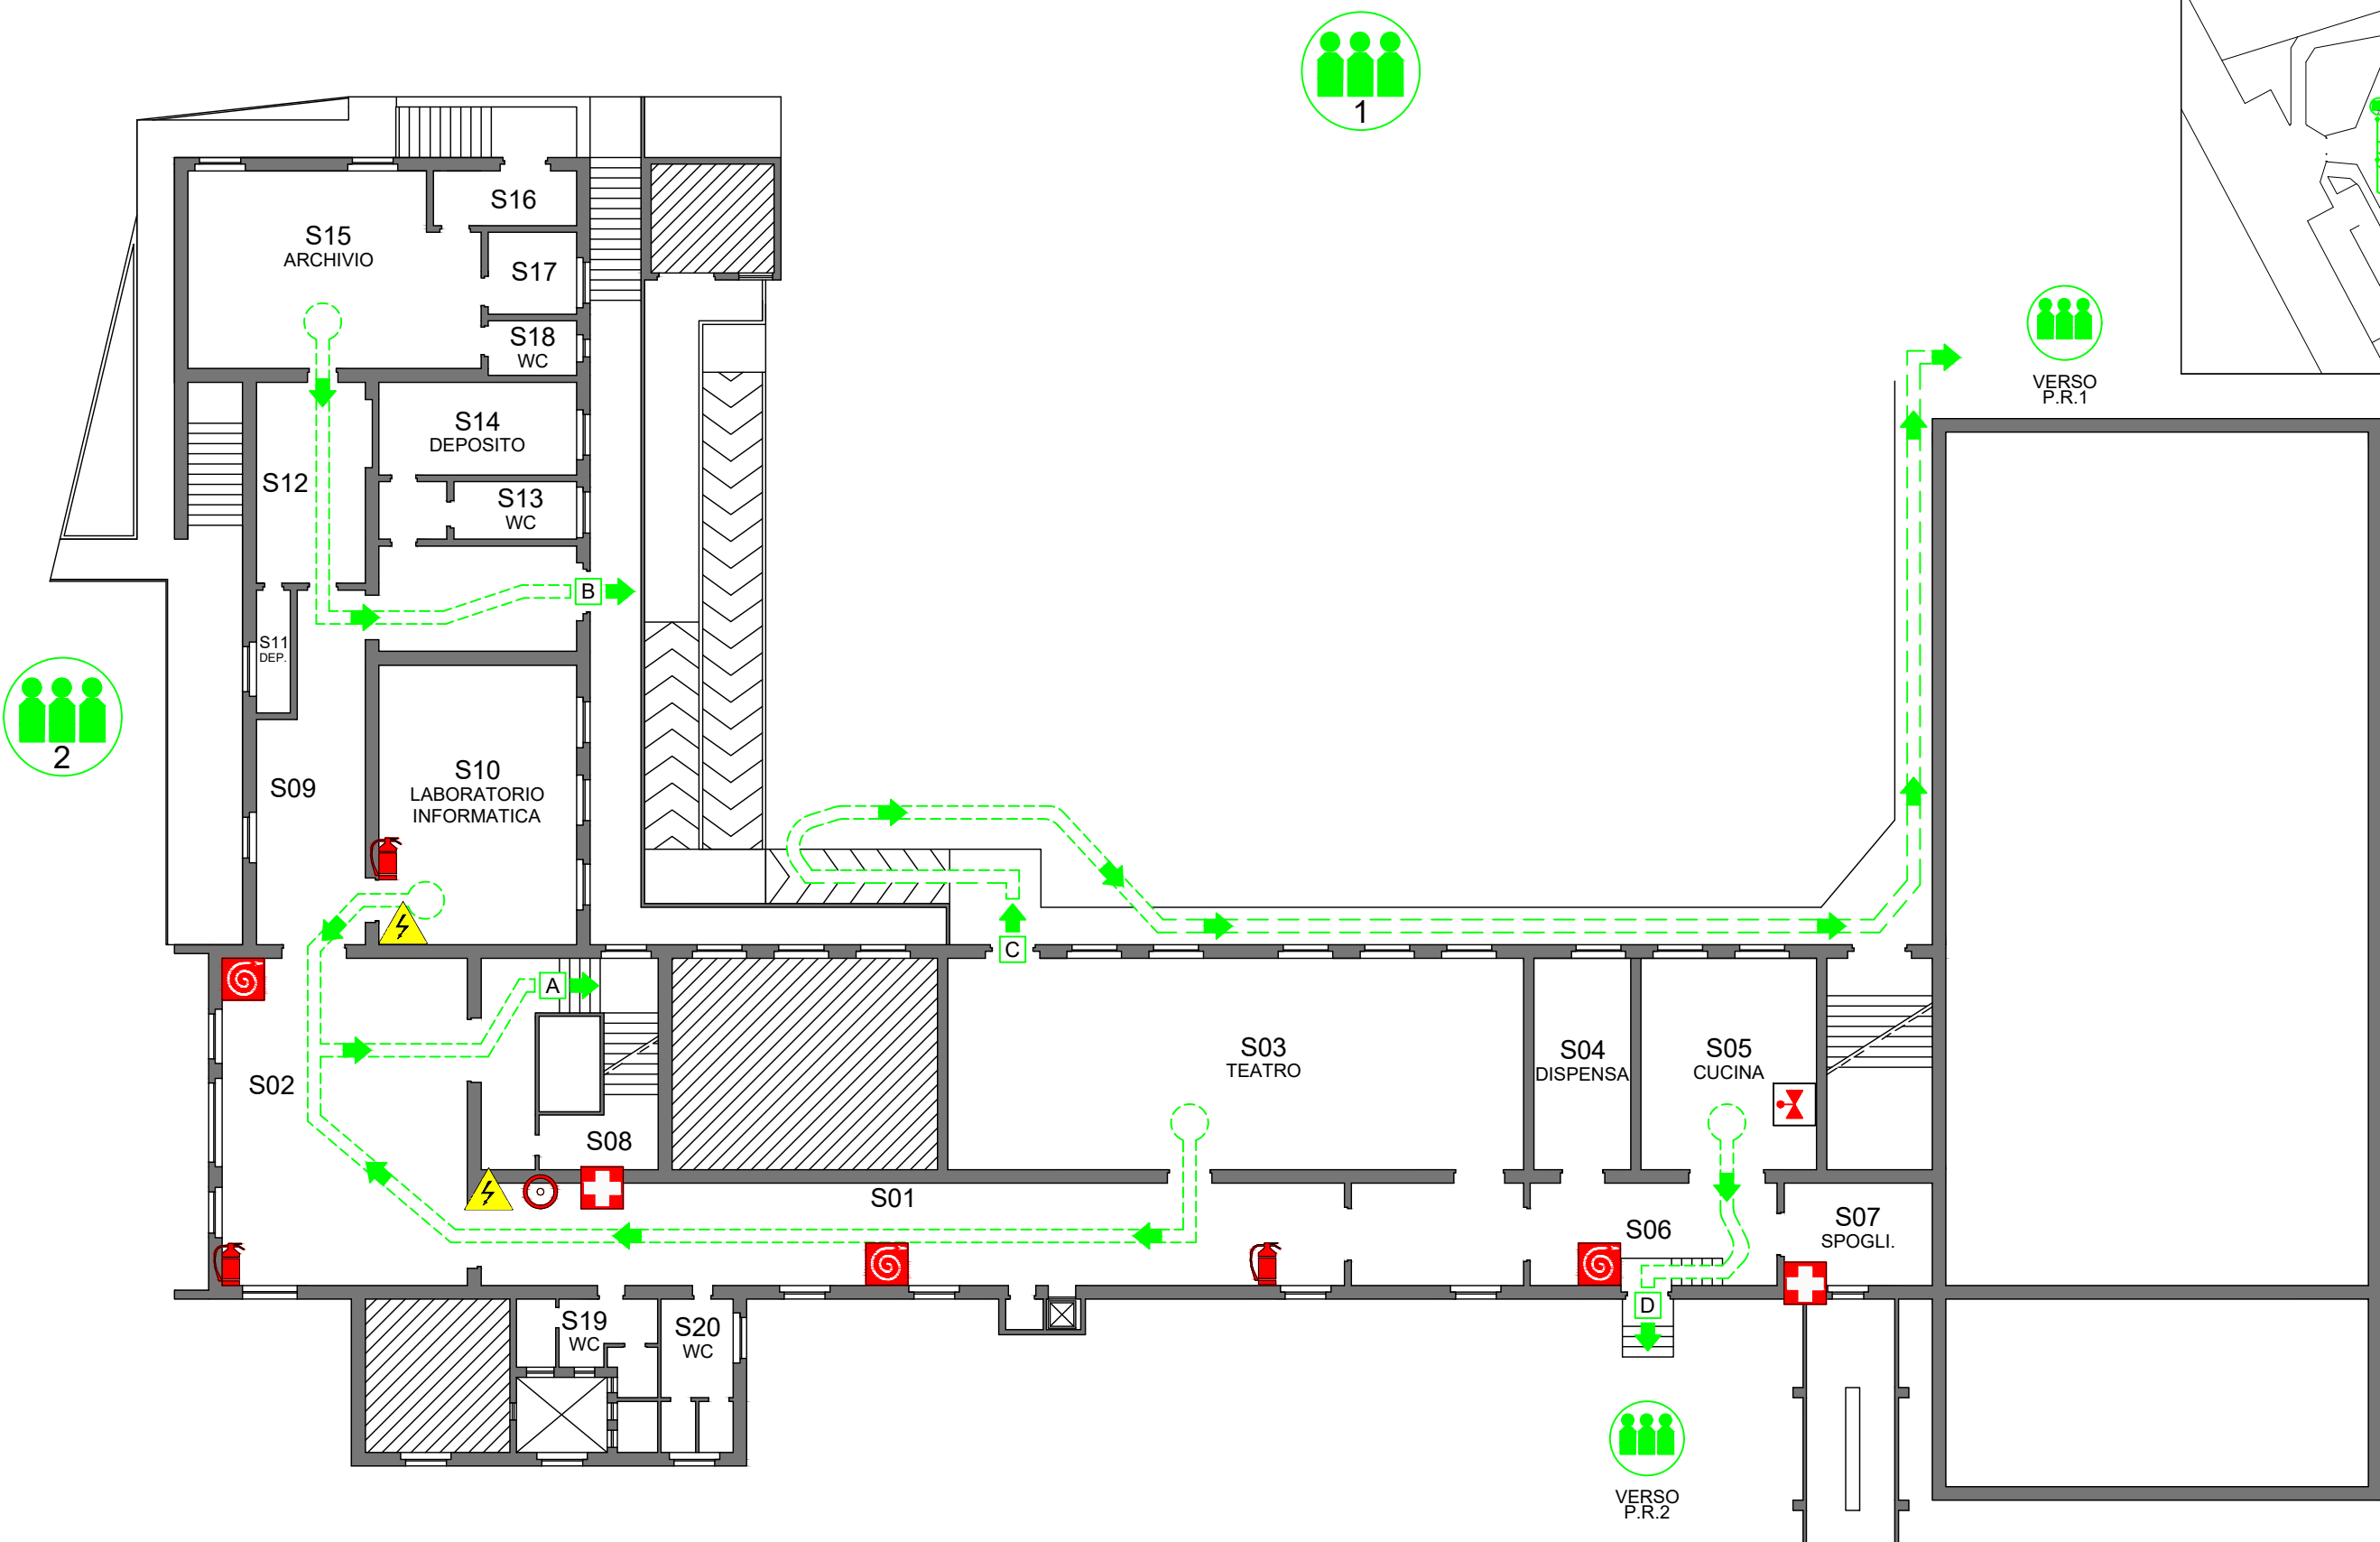 1
S16
S15
ARCHIVIO
S17
S18
WC
VERSO
P.R.1
S14
DEPOSITO
S12
S13
WC
B
S11
DEP.
2
S10
LABORATORIO
INFORMATICA
S09
C
A
S03
TEATRO
S04
DISPENSA
S05
CUCINA
S02
S08
S01
S06
S07
SPOGLI.
D
S19
WC
S20
WC
VERSO
P.R.2